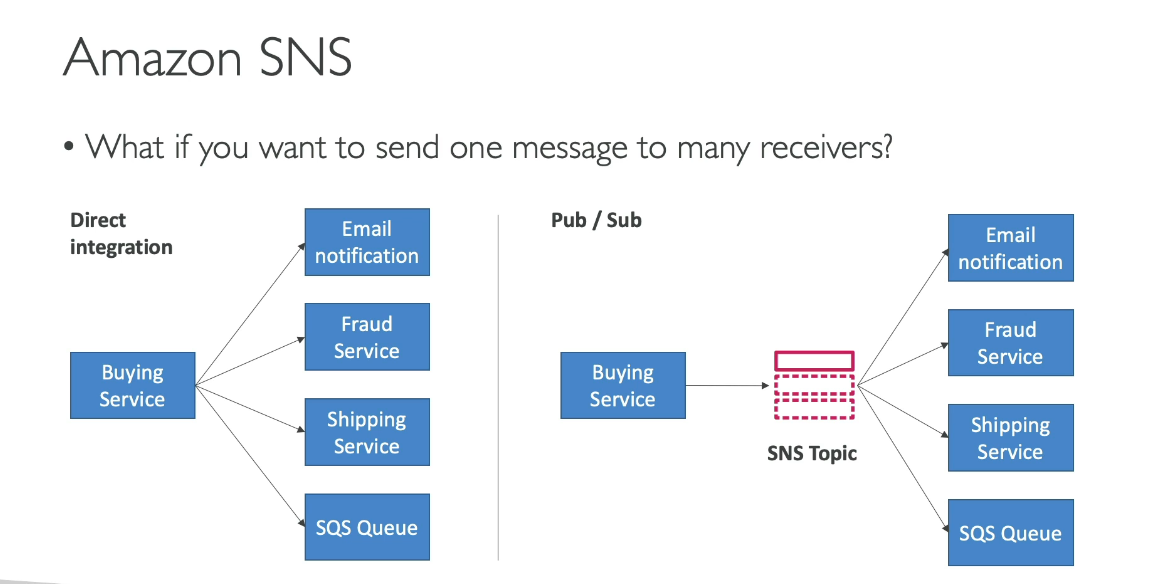 Amazon SNS
• What if you want to send one message to many receivers?
Direct
integration
Email
notification
Fraud
Service
Buying
Service
Shipping
Service
SQS Queue
Pub / Sub
Email
notification
Fraud
Service
Buying
Service
SNS Topic
Shipping
Service
SQS Queue